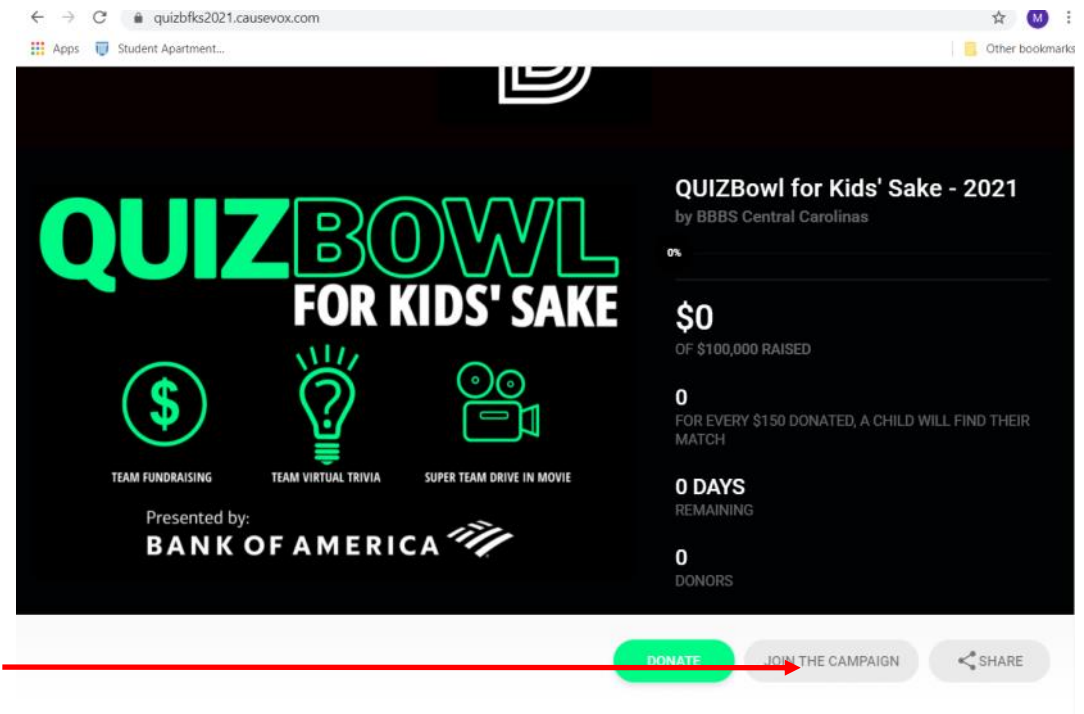 quizbfks2021.causevox.com
M
Apps
Student Apartment...
Other bookmarks
QUIZBOWL
FOR KIDS' SAKE
$
?
TEAM FUNDRAISING
TEAM VIRTUAL TRIVIA
SUPER TEAM DRIVE IN MOVIE
Presented by:
BANK OF AMERICA
QUIZBowl for Kids' Sake - 2021
by BBBS Central Carolinas
0%
$0
OF $100,000 RAISED
0
FOR EVERY $150 DONATED, A CHILD WILL FIND THEIR
MATCH
0 DAYS
REMAINING
0
DONORS
DONATE
JOIN THE CAMPAIGN
SHARE